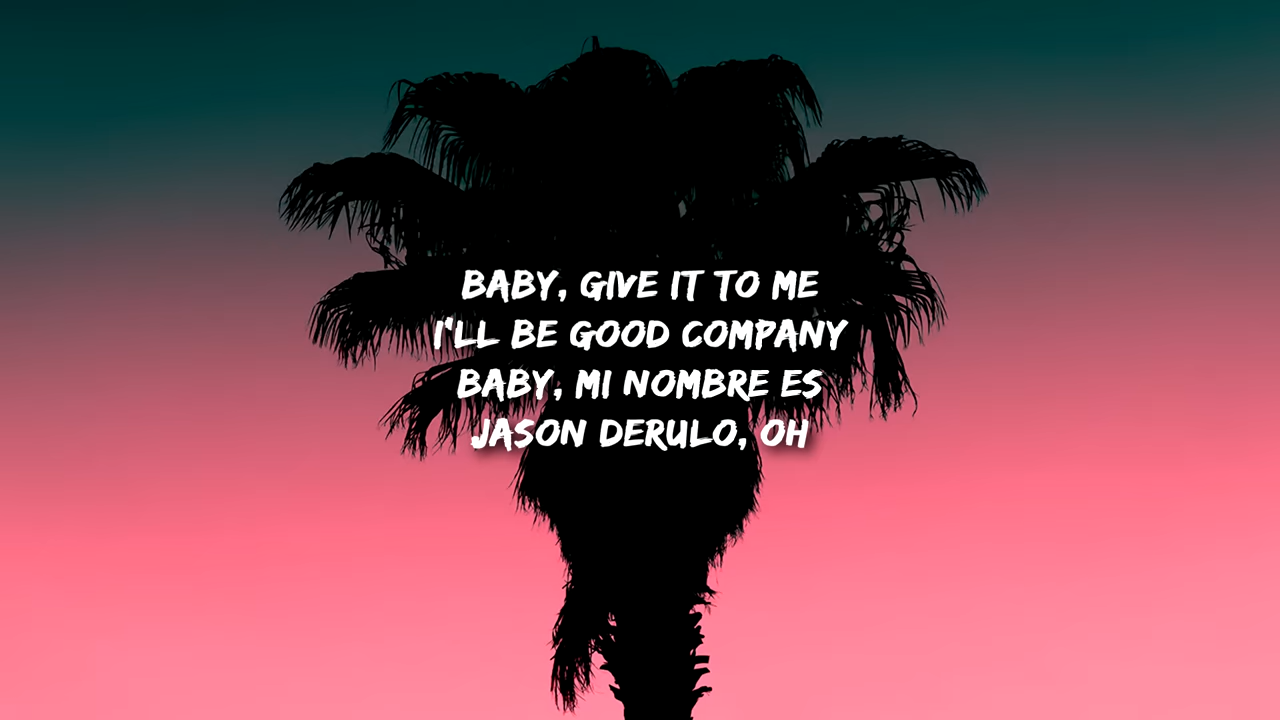 BABY, GIVE IT TO ME
I'LL BE GOOD COMPANY
BABY, MI NOMBRE ES
JASON DERULO, OH